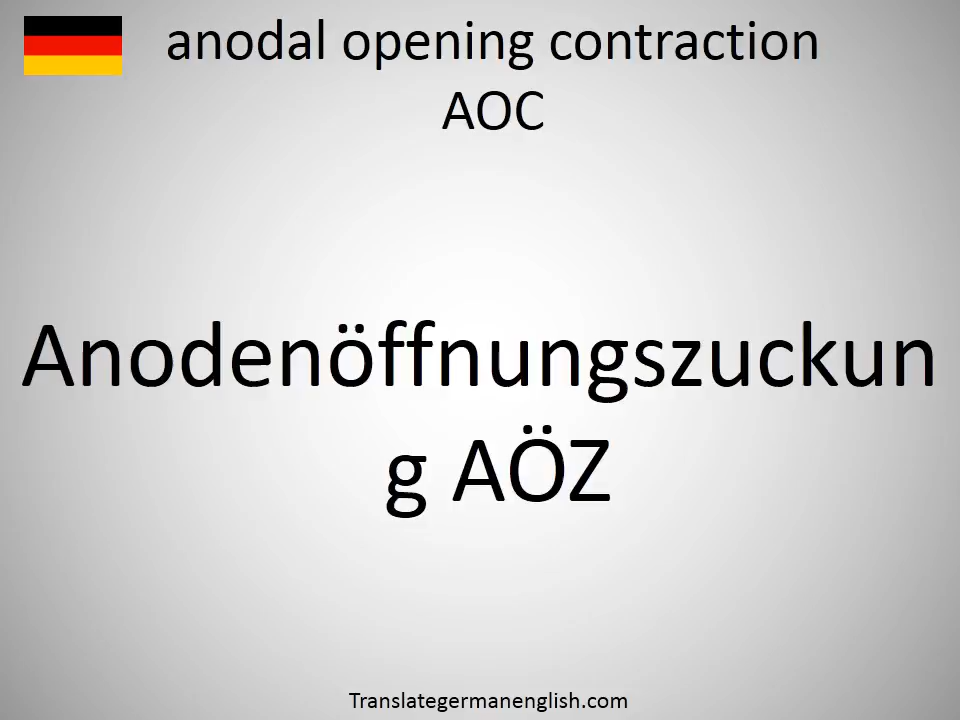 anodal opening contraction
AOC
Anodenöffnungszuckun
g AÖZ
Translategermanenglish.com